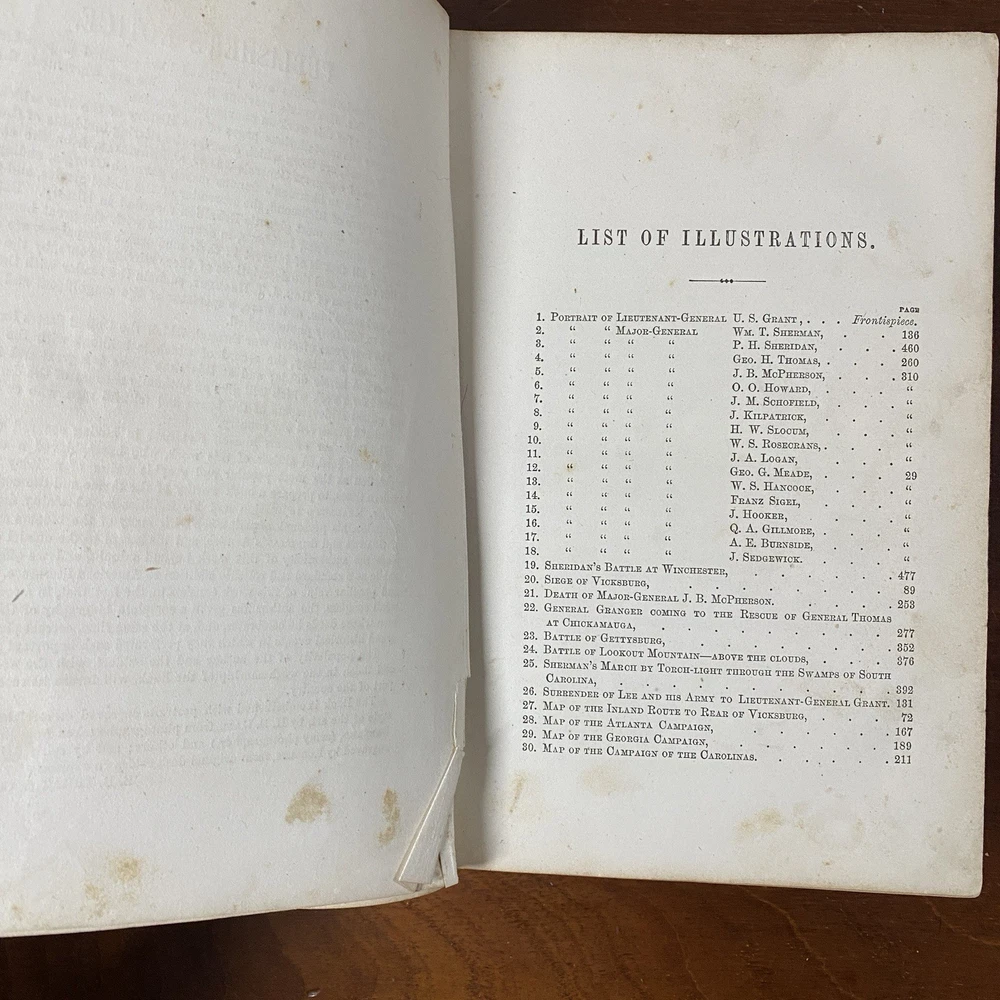 LIST OF ILLUSTRATIONS.
PAGE
1. Portrait of Lieutenant-General U. S. Grant, . . . Frontispiece.
2. “ “ Major-General Wm. T. Sherman, . . . 136
3. “ “ “ “ P. H. Sheridan, . . . 460
4. “ “ “ “ Geo. H. Thomas, . . . 260
5. “ “ “ “ J. B. McPherson, . . . 310
6. “ “ “ “ O. O. Howard, . . . “
7. “ “ “ “ J. M. Schofield, . . . “
8. “ “ “ “ J. Kilpatrick, . . . “
9. “ “ “ “ H. W. Slocum, . . . “
10. “ “ “ “ W. S. Rosecrans, . . . “
11. “ “ “ “ J. A. Logan, . . . . “
12. “ “ “ “ Geo. G. Meade, . . . 29
13. “ “ “ “ W. S. Hancock, . . . “
14. “ “ “ “ Franz Sigel, . . . “
15. “ “ “ “ J. Hooker, . . . . “
16. “ “ “ “ Q. A. Gillmore, . . . “
17. “ “ “ “ A. E. Burnside, . . . “
18. “ “ “ “ J. Sedgewick. . . . “
19. Sheridan's Battle at Winchester, . . . . . 477
20. Siege of Vicksburg, . . . . . . . 89
21. Death of Major-General J. B. McPherson. . . . . 253
22. General Granger coming to the Rescue of General Thomas
at Chickamauga, . . . . . . . 277
23. Battle of Gettysburg, . . . . . . . 352
24. Battle of Lookout Mountain—above the clouds, . . . 376
25. Sherman's March by Torch-light through the Swamps of South
Carolina, . . . . . . . . . 392
26. Surrender of Lee and his Army to Lieutenant-General Grant. 131
27. Map of the Inland Route to Rear of Vicksburg, . . . 72
28. Map of the Atlanta Campaign, . . . . . . 167
29. Map of the Georgia Campaign, . . . . . . 189
30. Map of the Campaign of the Carolinas. . . . . . 211